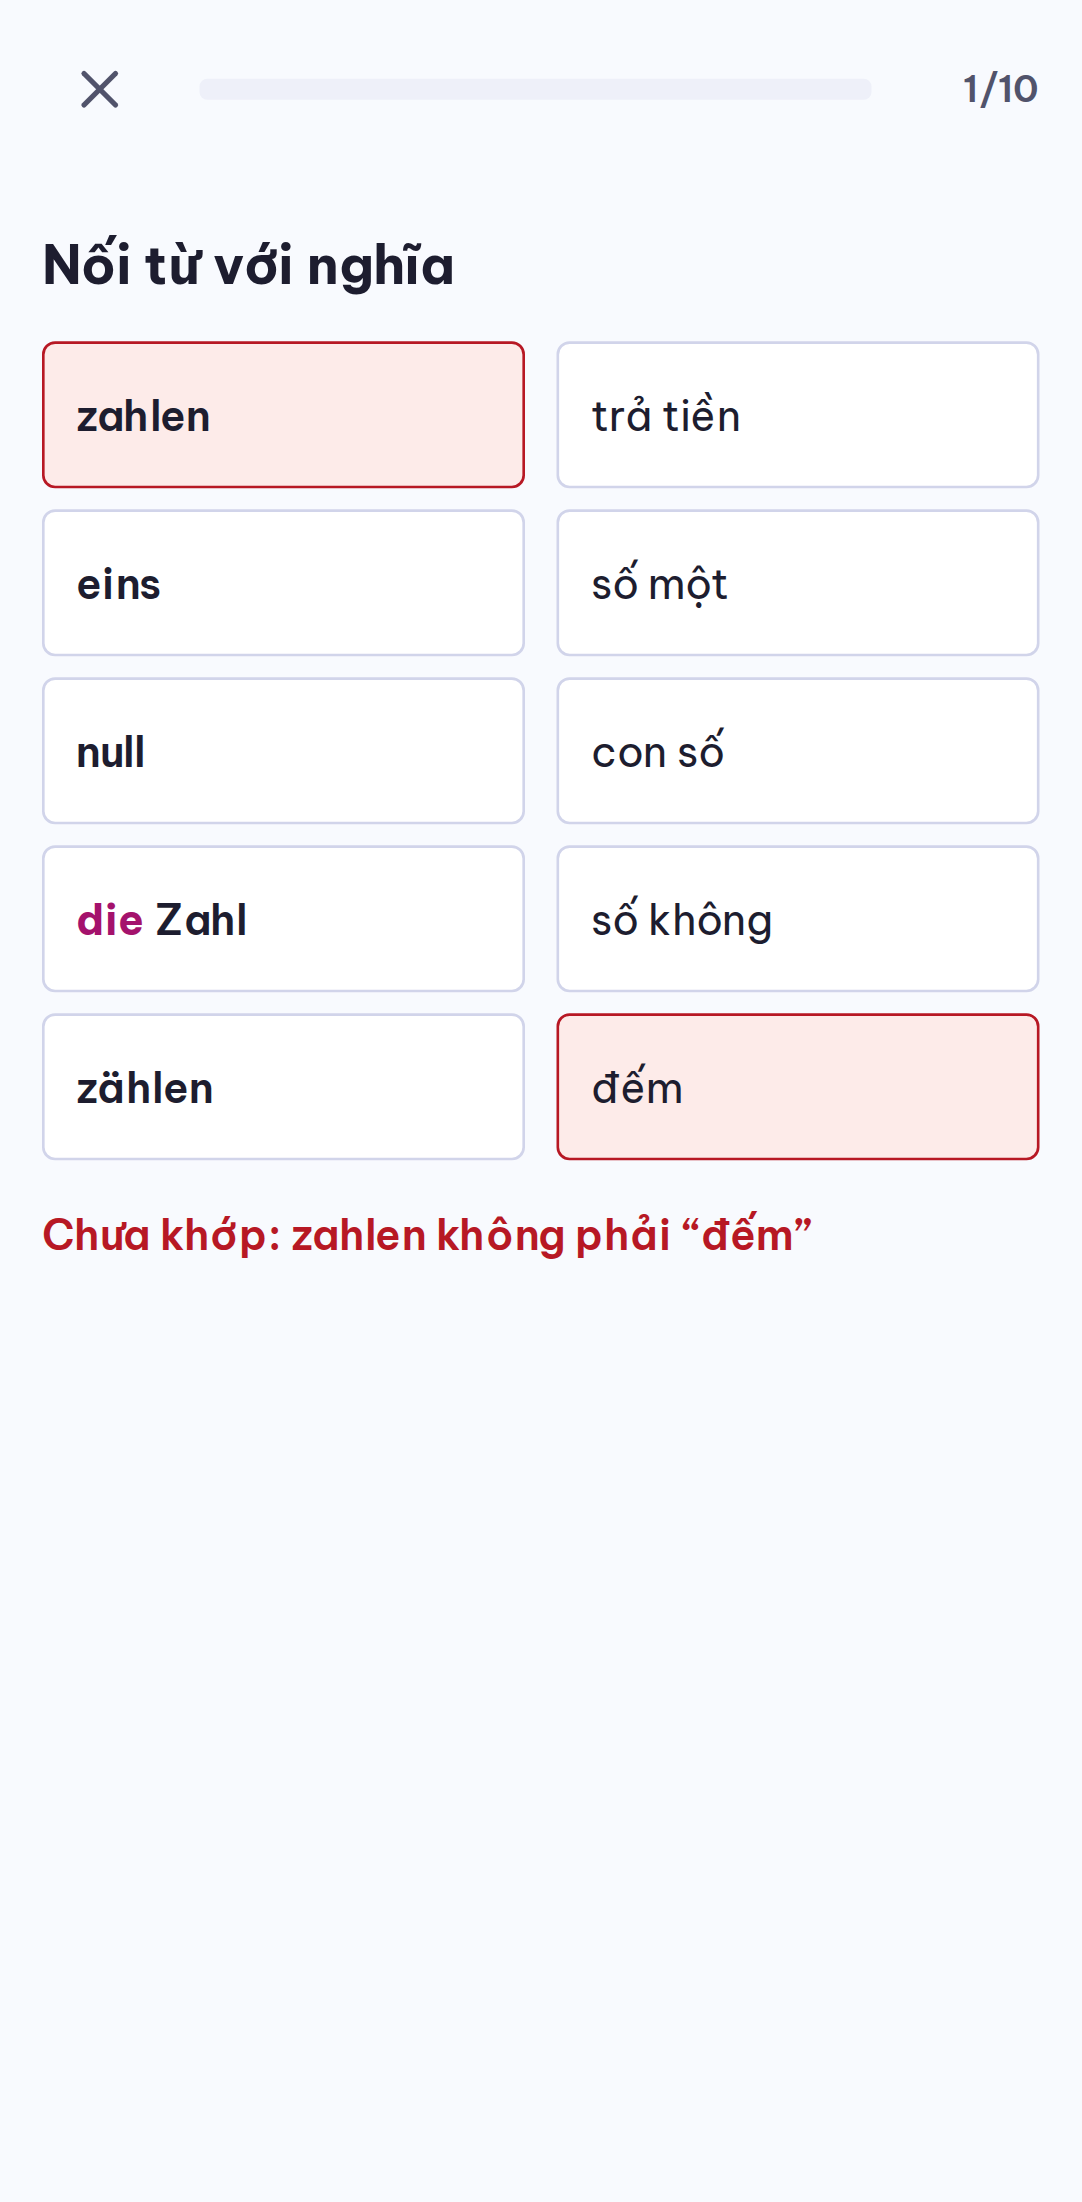 1/10
Nối từ với nghĩa
zahlen
trả tiền
eins
số một
null
con số
die Zahl
số không
zählen
đếm
Chưa khớp: zahlen không phải “đếm”